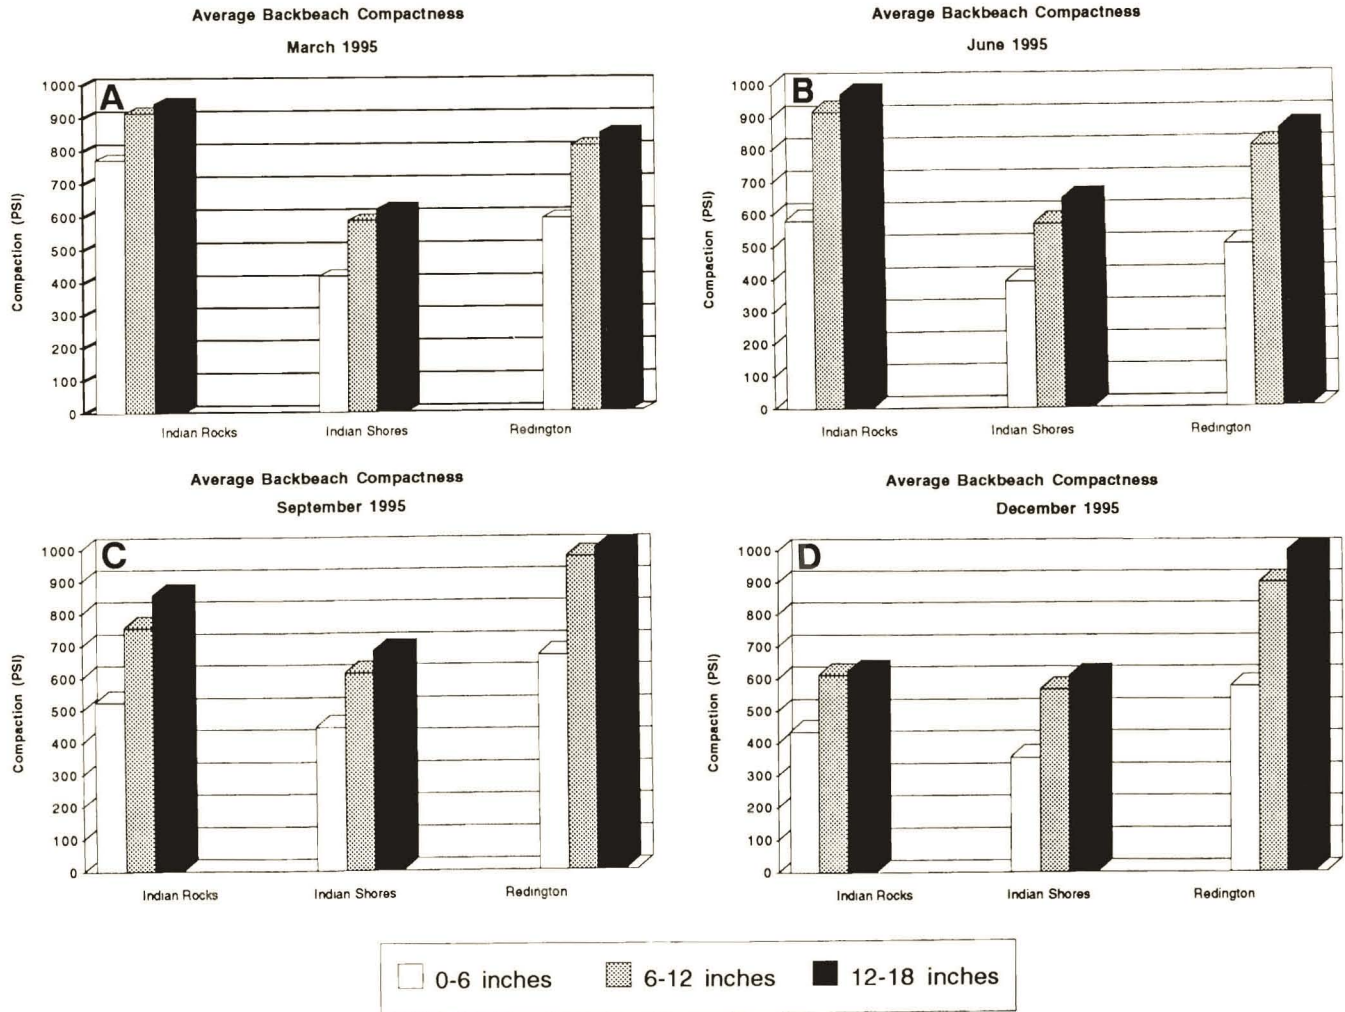 Average Backbeach Compactness
March 1995
A
Compaction (PSI)
1000
900
800
700
600
500
400
300
200
100
0
Indian Rocks
Indian Shores
Redington
Average Backbeach Compactness
June 1995
B
Compaction (PSI)
1000
900
800
700
600
500
400
300
200
100
0
Indian Rocks
Indian Shores
Redington
Average Backbeach Compactness
September 1995
C
Compaction (PSI)
1000
900
800
700
600
500
400
300
200
100
0
Indian Rocks
Indian Shores
Redington
Average Backbeach Compactness
December 1995
D
Compaction (PSI)
1000
900
800
700
600
500
400
300
200
100
0
Indian Rocks
Indian Shores
Redington
0-6 inches
6-12 inches
12-18 inches